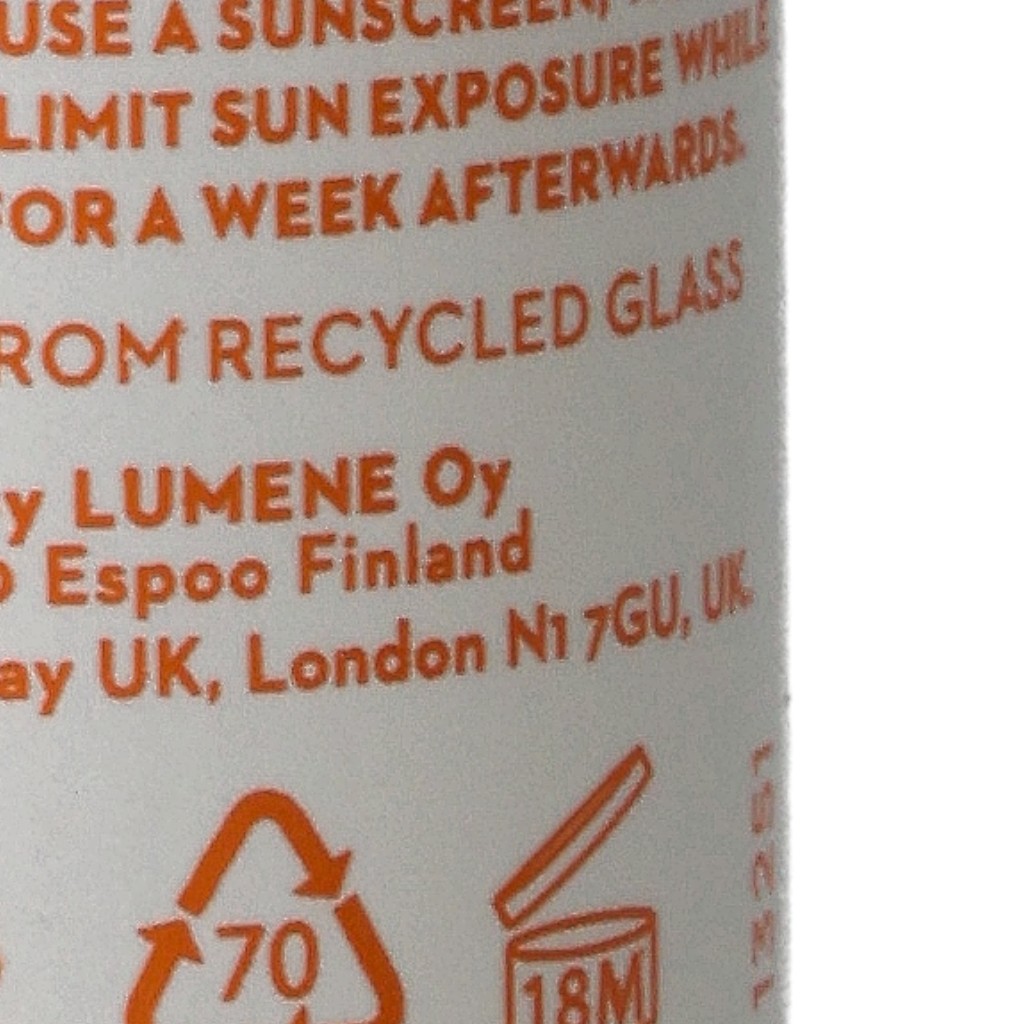 USE A SUNSCREEN,
LIMIT SUN EXPOSURE WHILE
FOR A WEEK AFTERWARDS.
ROM RECYCLED GLASS
y LUMENE Oy
o Espoo Finland
ay UK, London N1 7GU, UK.
70
18M